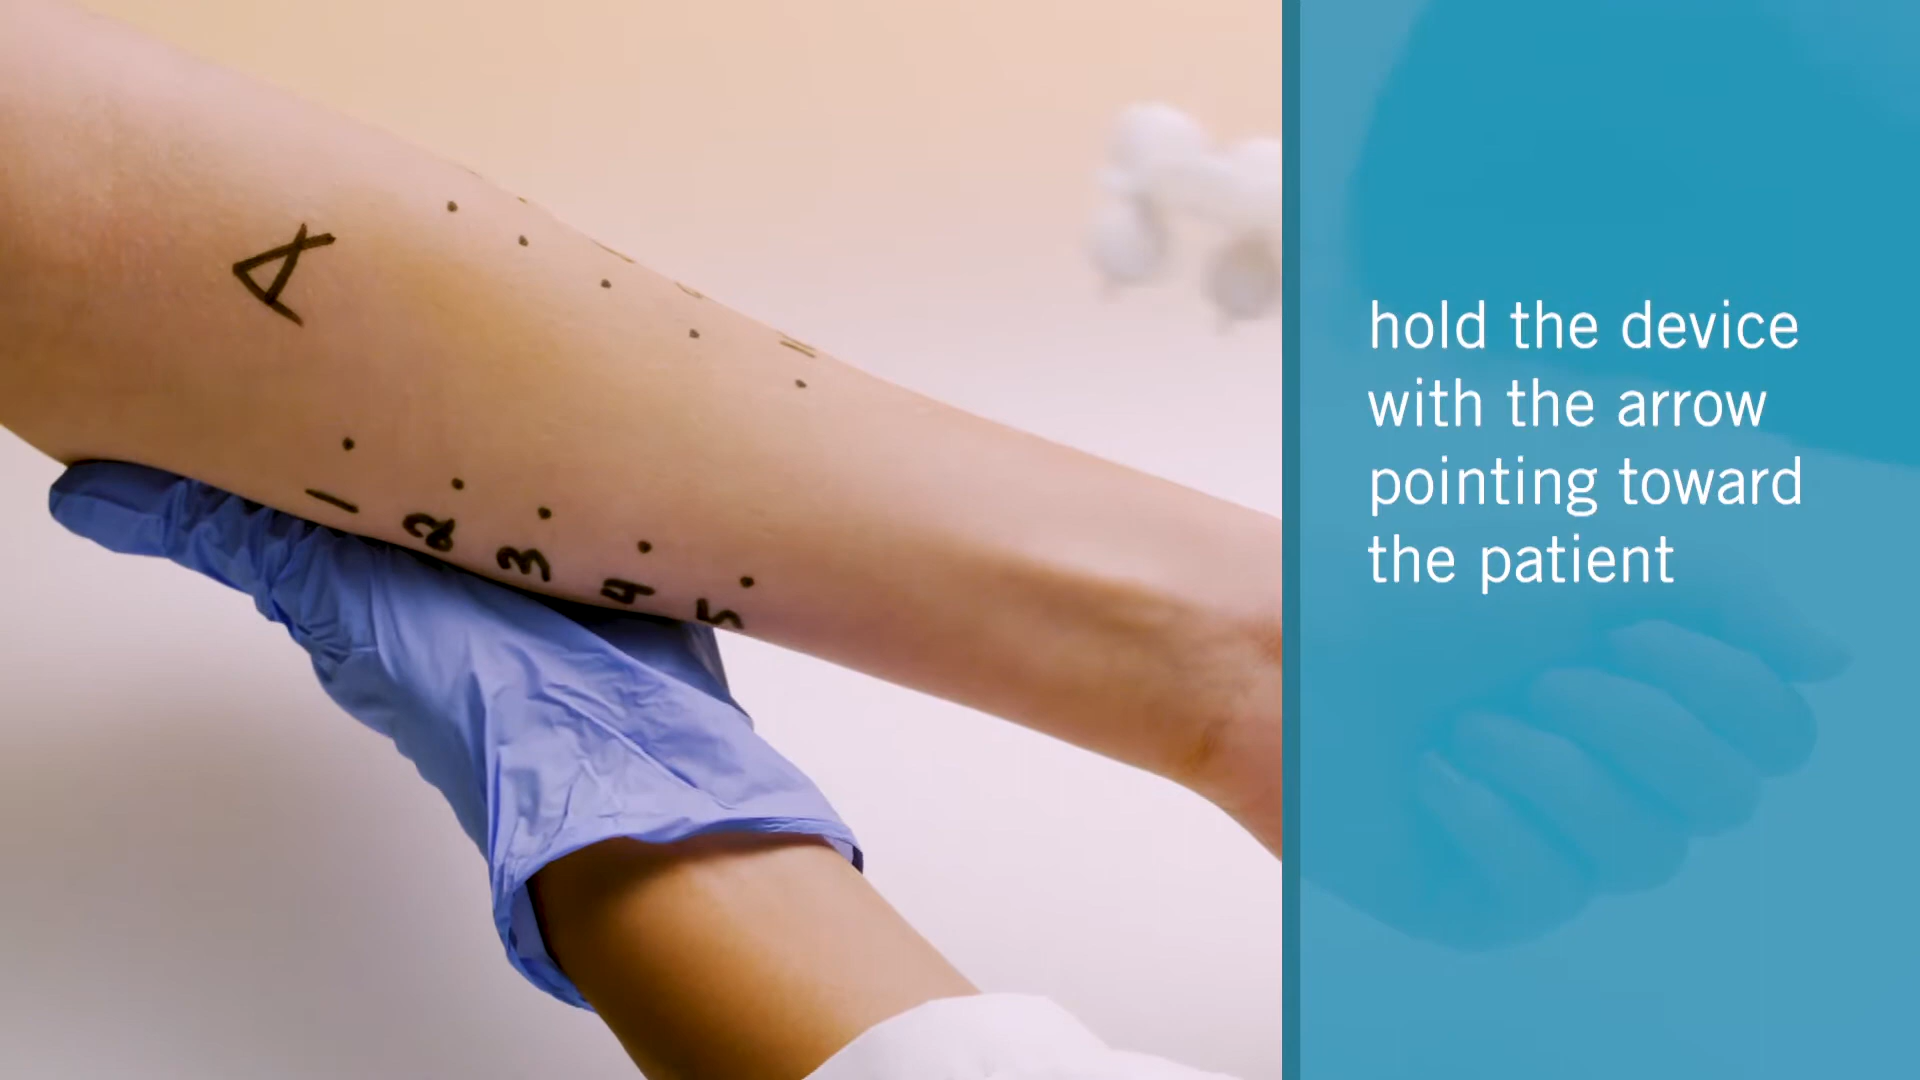 A
1
2
3
4
5
hold the device
with the arrow
pointing toward
the patient